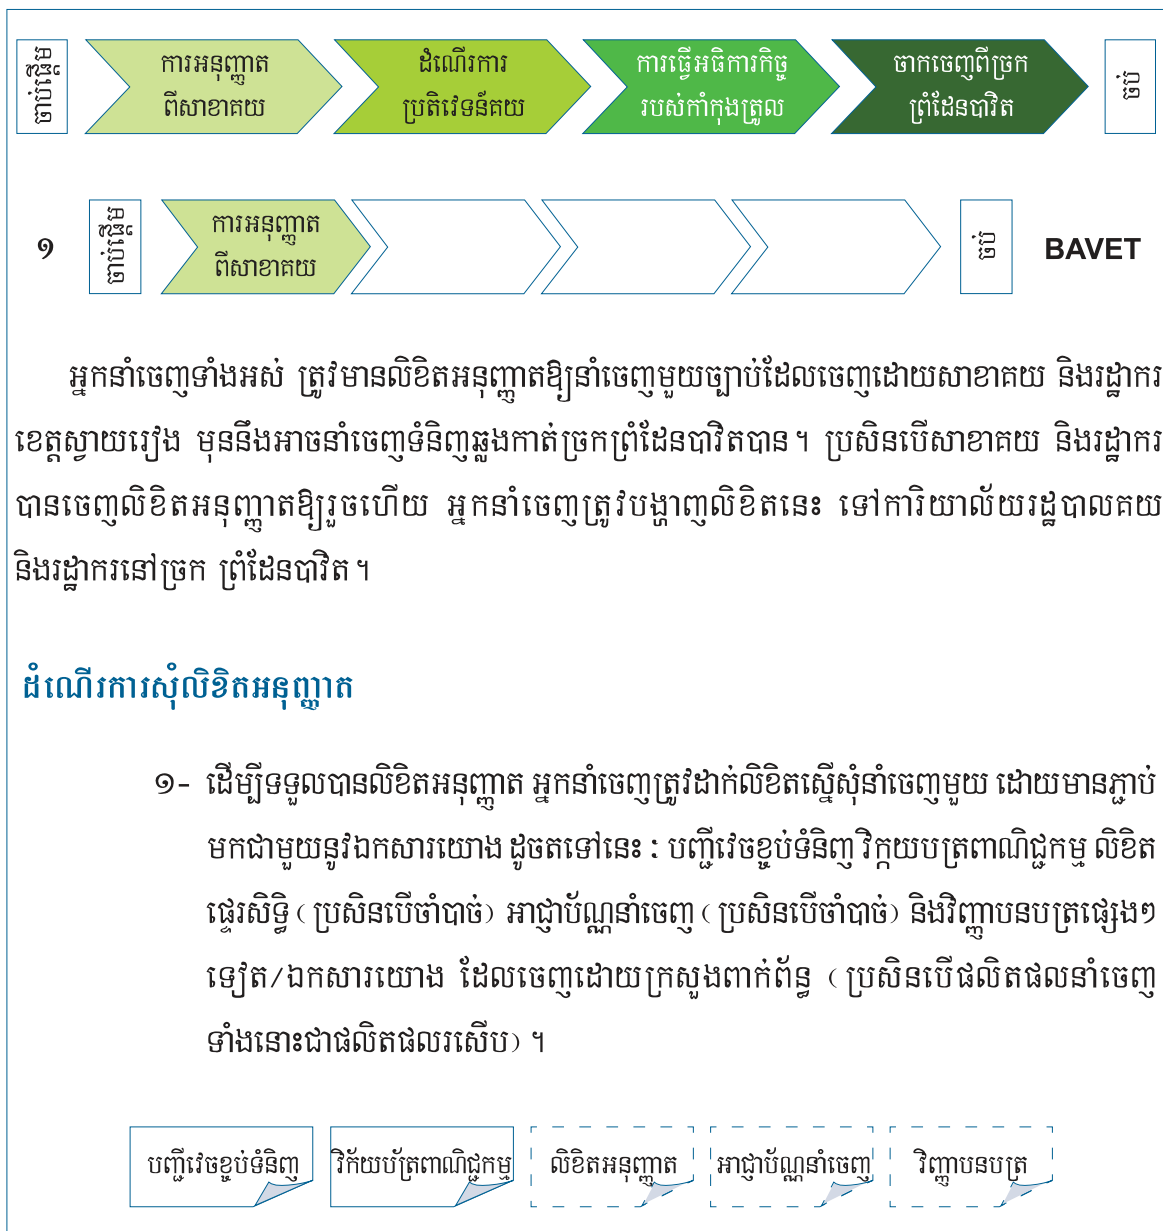 ចាប់ផ្តើម
ការអនុញ្ញាត
ពីសាខាគយ
ដំណើរការ
ប្រតិវេទន៍គយ
ការធ្វើអធិការកិច្ច
របស់កាំកុងត្រូល
ចាកចេញពីច្រក
ព្រំដែនបាវិត
ចប់
១
ចាប់ផ្តើម
ការអនុញ្ញាត
ពីសាខាគយ
ចប់
BAVET
អ្នកនាំចេញទាំងអស់ ត្រូវមានលិខិតអនុញ្ញាតឱ្យនាំចេញមួយច្បាប់ដែលចេញដោយសាខាគយ និងរដ្ឋាករ
ខេត្តស្វាយរៀង មុននឹងអាចនាំចេញទំនិញឆ្លងកាត់ច្រកព្រំដែនបាវិតបាន។ ប្រសិនបើសាខាគយ និងរដ្ឋាករ
បានចេញលិខិតអនុញ្ញាតឱ្យរួចហើយ អ្នកនាំចេញត្រូវបង្ហាញលិខិតនេះ ទៅការិយាល័យរដ្ឋបាលគយ
និងរដ្ឋាករនៅច្រក ព្រំដែនបាវិត។
ដំណើរការសុំលិខិតអនុញ្ញាត
១- ដើម្បីទទួលបានលិខិតអនុញ្ញាត អ្នកនាំចេញត្រូវដាក់លិខិតស្នើសុំនាំចេញមួយ ដោយមានភ្ជាប់
មកជាមួយនូវឯកសារយោង ដូចតទៅនេះ : បញ្ជីវេចខ្ចប់ទំនិញ វិក្កយបត្រពាណិជ្ជកម្ម លិខិត
ផ្ទេរសិទ្ធិ (ប្រសិនបើចាំបាច់) អាជ្ញាប័ណ្ណនាំចេញ (ប្រសិនបើចាំបាច់) និងវិញ្ញាបនបត្រផ្សេងៗ
ទៀត/ឯកសារយោង ដែលចេញដោយក្រសួងពាក់ព័ន្ធ (ប្រសិនបើផលិតផលនាំចេញ
ទាំងនោះជាផលិតផលរសើប) ។
បញ្ជីវេចខ្ចប់ទំនិញ
វិក័យប័ត្រពាណិជ្ជកម្ម
លិខិតអនុញ្ញាត
អាជ្ញាប័ណ្ណនាំចេញ
វិញ្ញាបនបត្រ